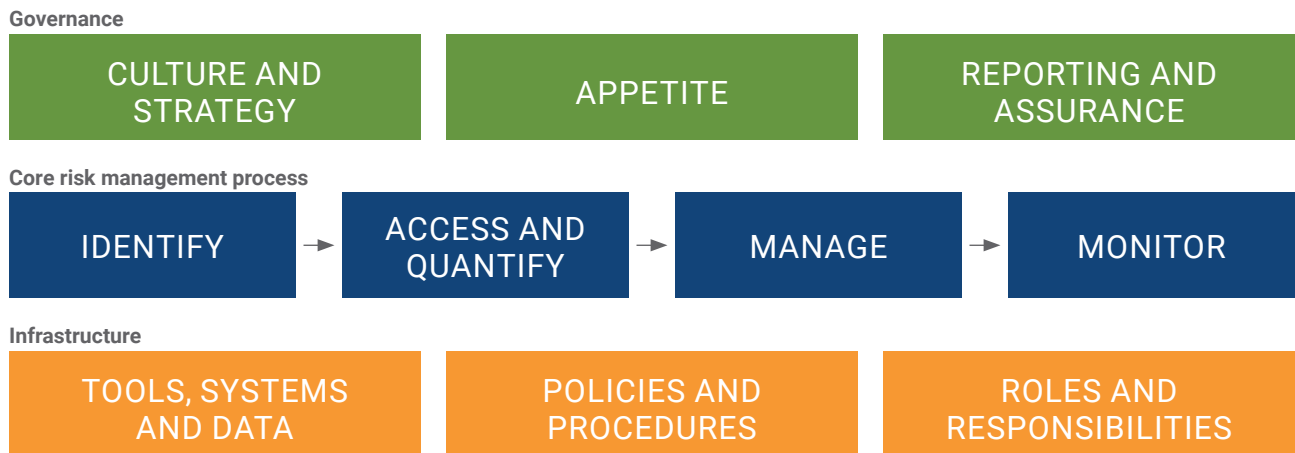 Governance
CULTURE AND
STRATEGY
APPETITE
REPORTING AND
ASSURANCE
Core risk management process
IDENTIFY
ACCESS AND
QUANTIFY
MANAGE
MONITOR
Infrastructure
TOOLS, SYSTEMS
AND DATA
POLICIES AND
PROCEDURES
ROLES AND
RESPONSIBILITIES